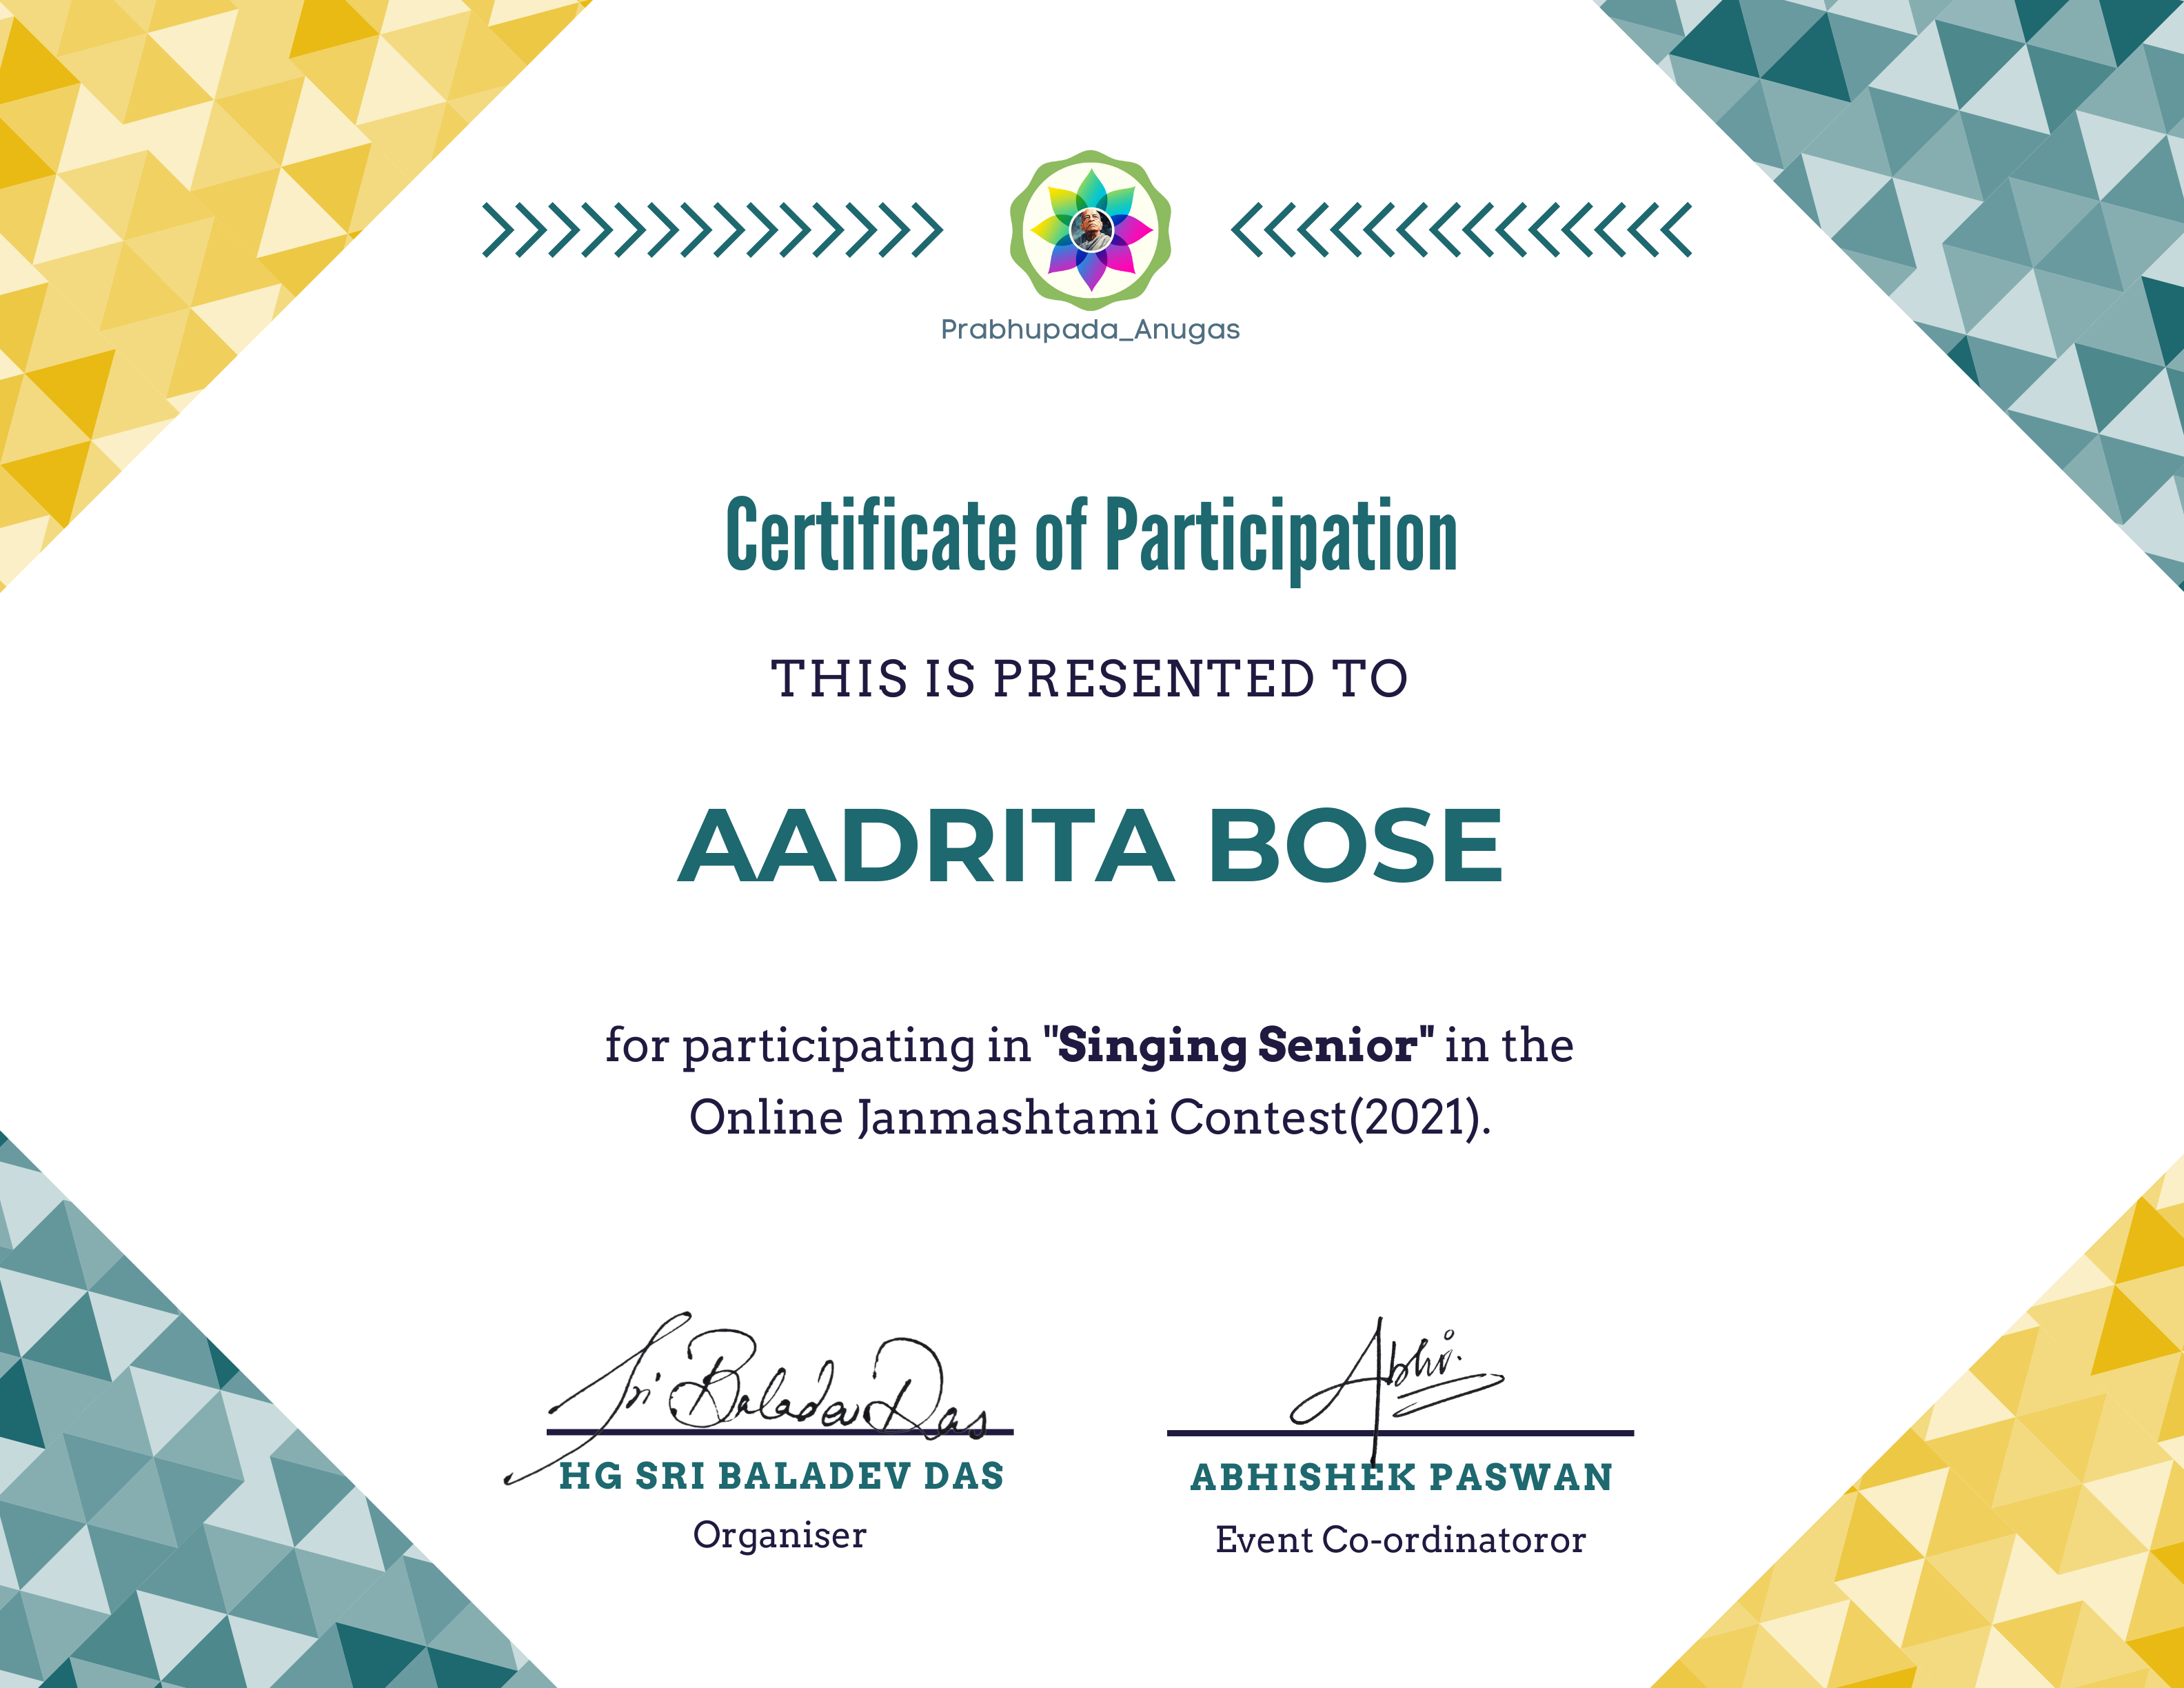 Prabhupada_Anugas
Certificate of Participation
THIS IS PRESENTED TO
AADRITA BOSE
for participating in "Singing Senior" in the
Online Janmashtami Contest(2021).
Sri Baladev Das
Abhi
HG SRI BALADEV DAS
ABHISHEK PASWAN
Organiser
Event Co-ordinatoror